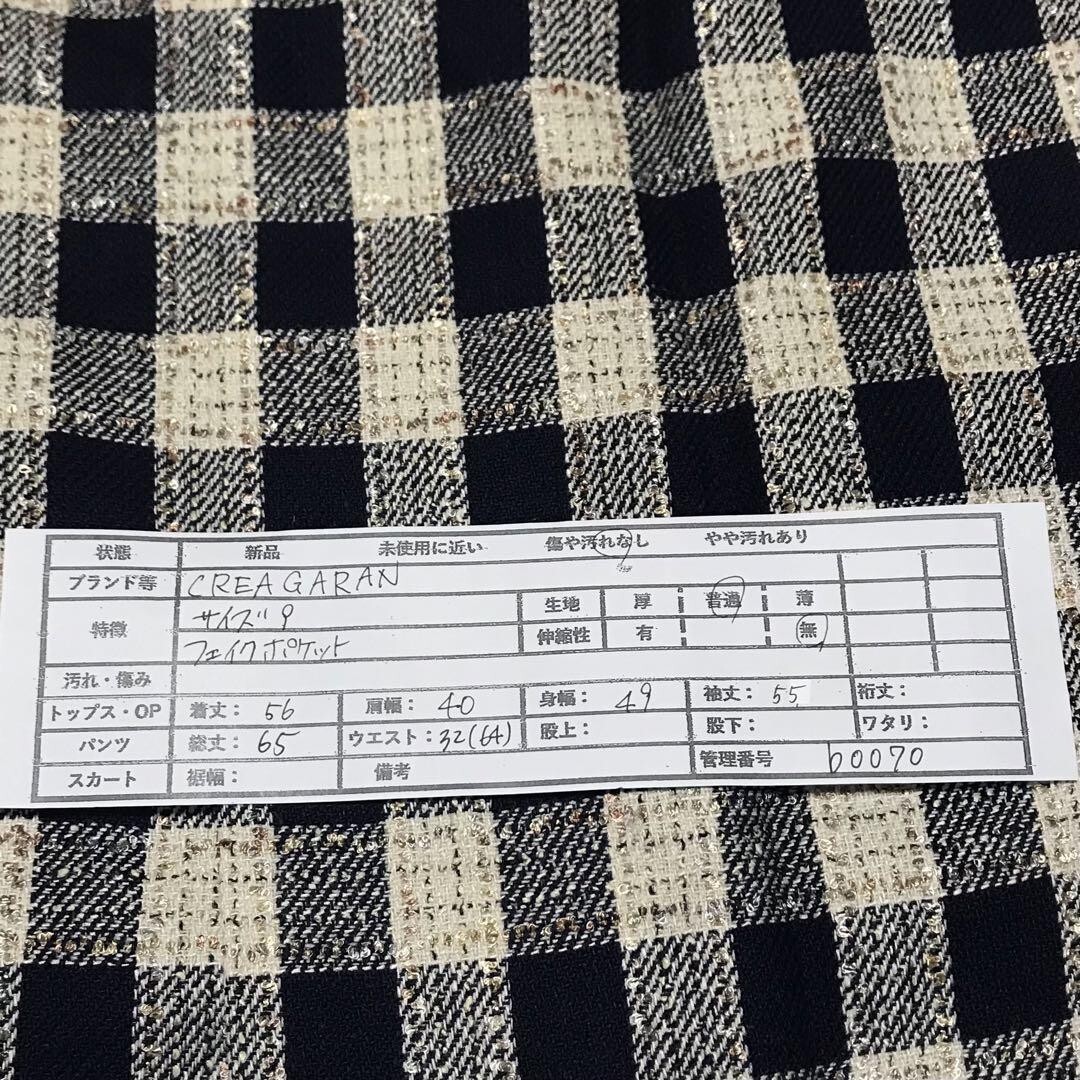 状態 新品 未使用に近い 傷や汚れなし やや汚れあり
ブランド等 CREAGARAN
特徴 サイズ9 生地 厚 普通 薄
フェイクポケット 伸縮性 有 無
汚れ・傷み
トップス・OP 着丈: 56 肩幅: 40 身幅: 49 袖丈: 55 裄丈:
パンツ 総丈: 65 ウエスト: 32(64) 股上: 股下: ワタリ:
スカート 裾幅: 備考 管理番号 b0070